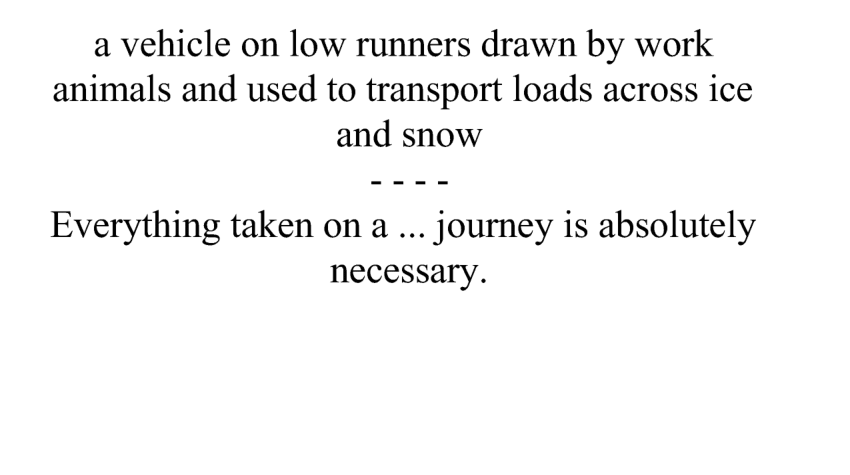 a vehicle on low runners drawn by work
animals and used to transport loads across ice
and snow
- - - -
Everything taken on a ... journey is absolutely
necessary.